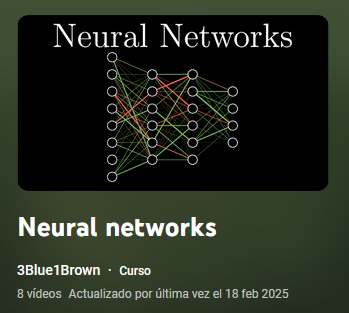 Neural Networks
Neural networks
3Blue1Brown · Curso
8 vídeos Actualizado por última vez el 18 feb 2025